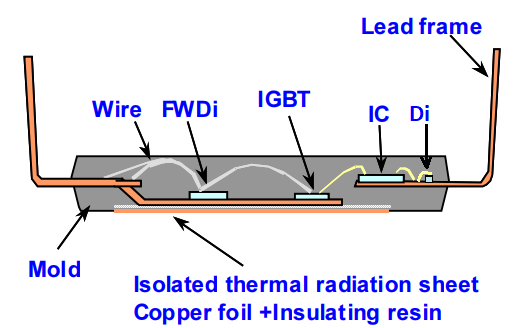 Lead frame
Wire FWDi IGBT IC Di
Mold
Isolated thermal radiation sheet
Copper foil +Insulating resin